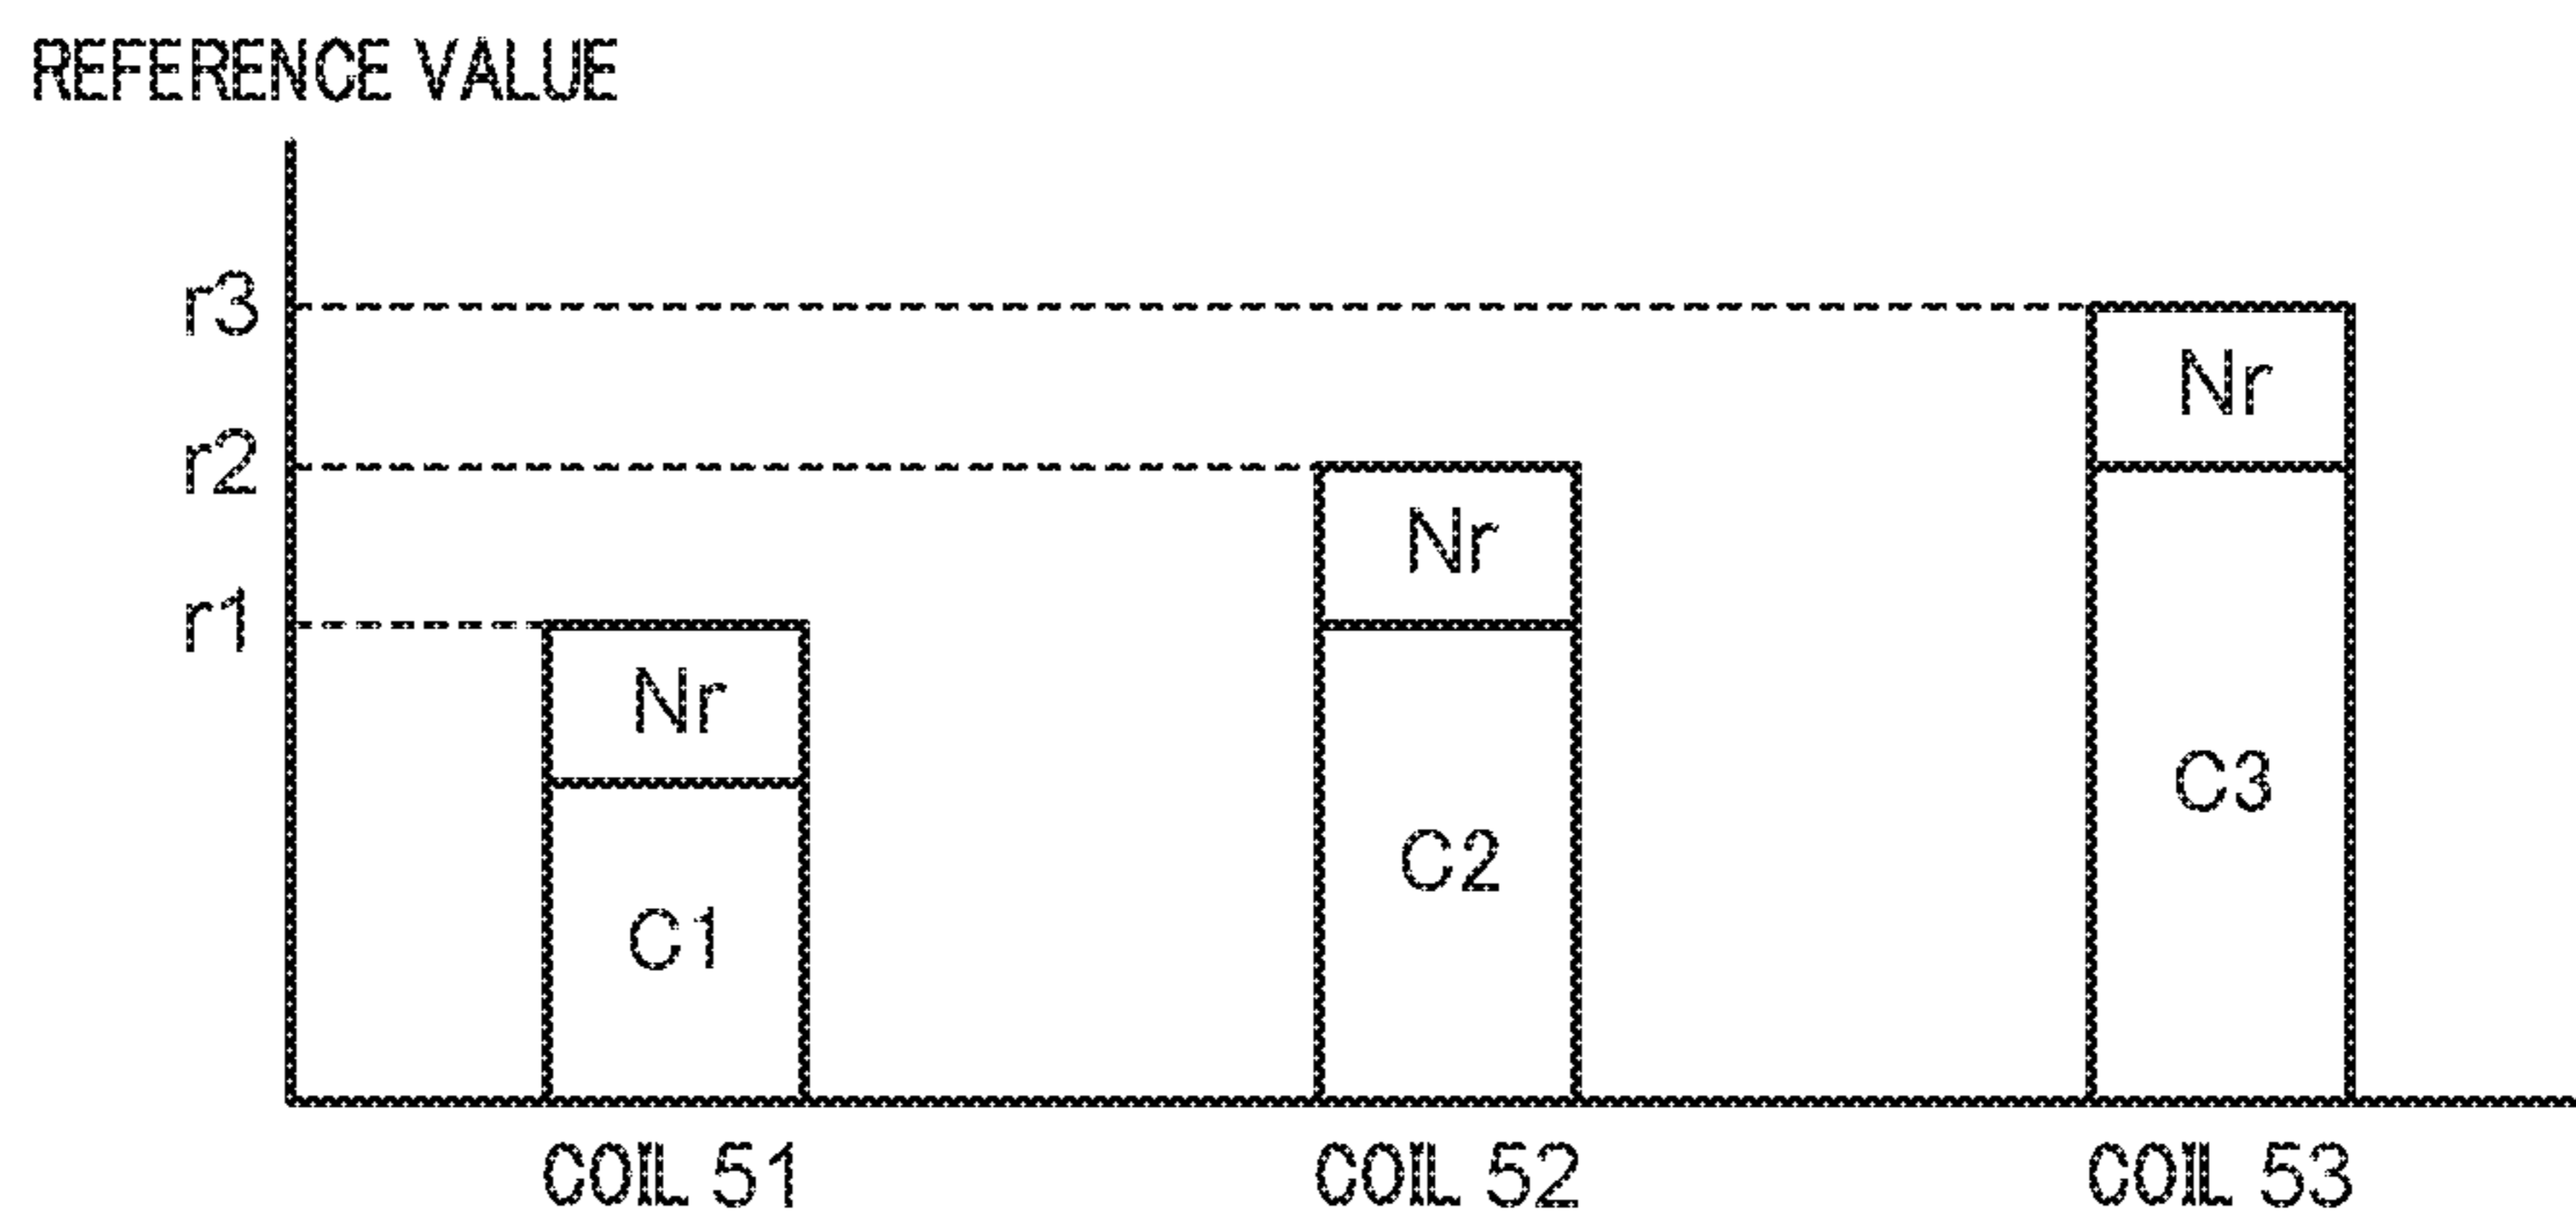 REFERENCE VALUE
r3
Nr
r2
Nr
r1
Nr
C3
C2
C1
COIL 51 COIL 52 COIL 53